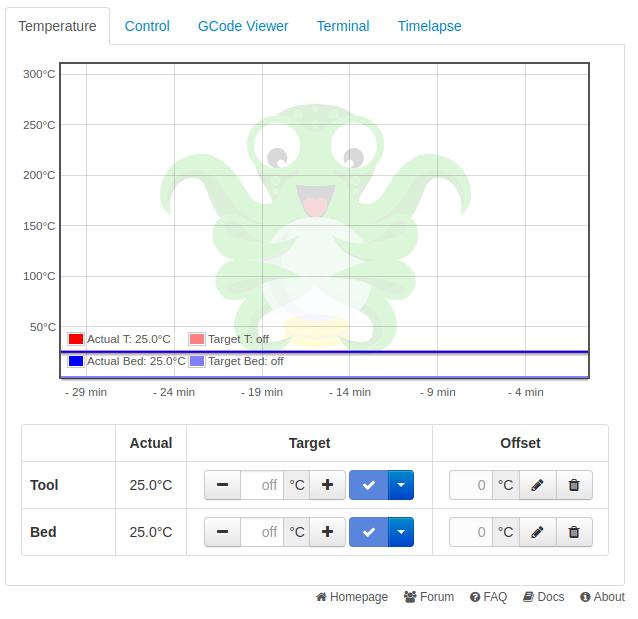 Temperature Control GCode Viewer Terminal Timelapse
300°C
250°C
200°C
150°C
100°C
50°C
Actual T: 25.0°C Target T: off
Actual Bed: 25.0°C Target Bed: off
- 29 min - 24 min - 19 min - 14 min - 9 min - 4 min
Actual Target Offset
Tool 25.0°C off °C 0 °C
Bed 25.0°C off °C 0 °C
Homepage Forum FAQ Docs About